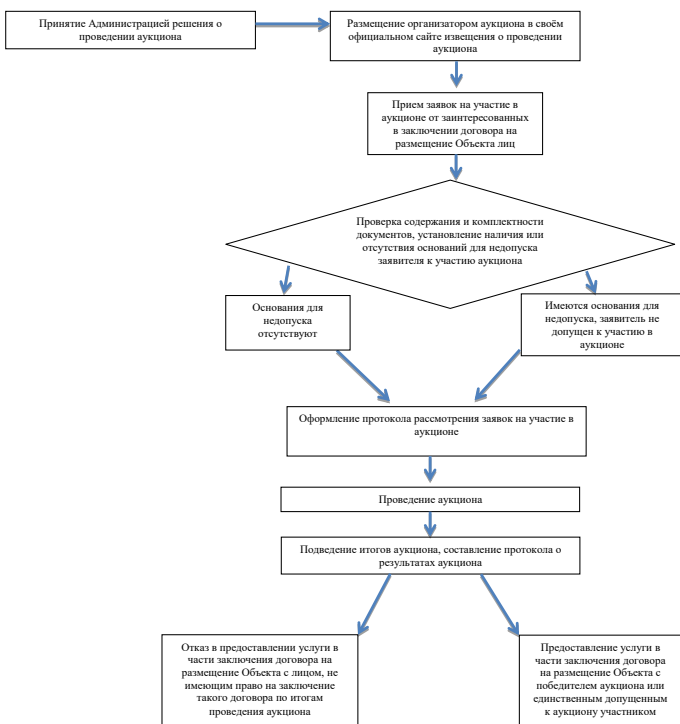 Принятие Администрацией решения о
проведении аукциона
Размещение организатором аукциона в своём
официальном сайте извещения о проведении
аукциона
Прием заявок на участие в
аукционе от заинтересованных
в заключении договора на
размещение Объекта лиц
Проверка содержания и комплектности
документов, установление наличия или
отсутствия оснований для недопуска
заявителя к участию аукциона
Основания для
недопуска
отсутствуют
Имеются основания для
недопуска, заявитель не
допущен к участию в
аукционе
Оформление протокола рассмотрения заявок на участие в
аукционе
Проведение аукциона
Подведение итогов аукциона, составление протокола о
результатах аукциона
Отказ в предоставлении услуги в
части заключения договора на
размещение Объекта с лицом, не
имеющим право на заключение
такого договора по итогам
проведения аукциона
Предоставление услуги в
части заключения договора
на размещение Объекта с
победителем аукциона или
единственным допущенным
к аукциону участником